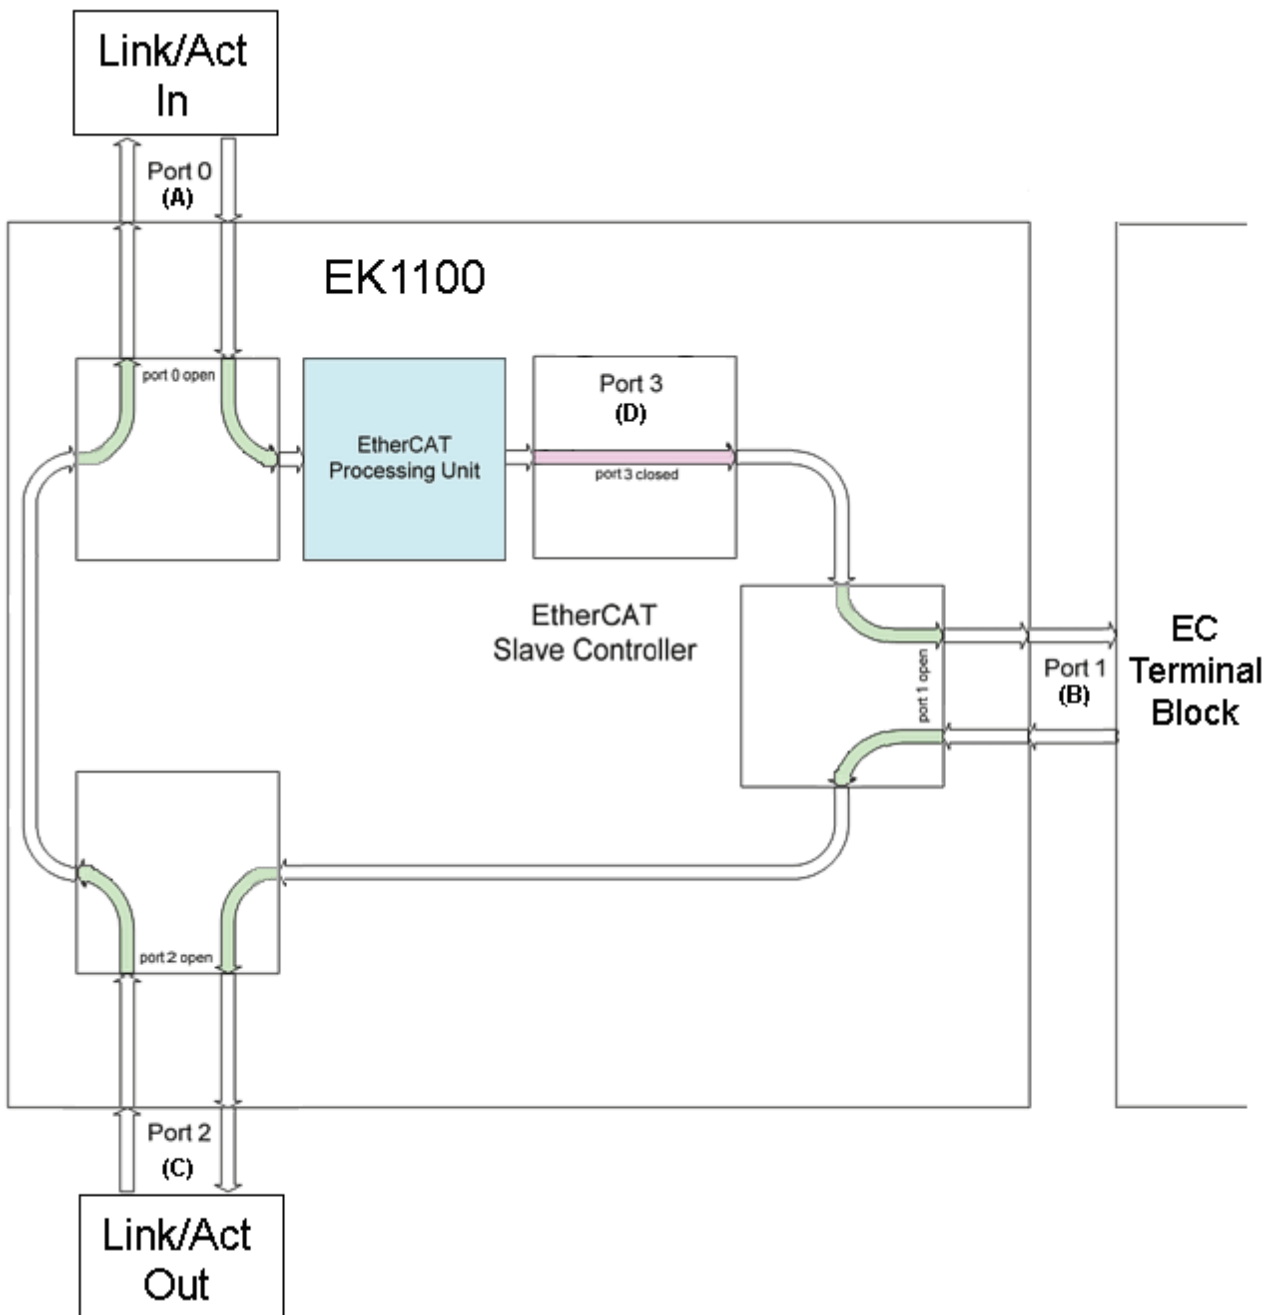 Link/Act
In
Port 0
(A)
EK1100
port 0 open
EtherCAT
Processing Unit
Port 3
(D)
port 3 closed
EtherCAT
Slave Controller
port 1 open
Port 1
(B)
EC
Terminal
Block
port 2 open
Port 2
(C)
Link/Act
Out